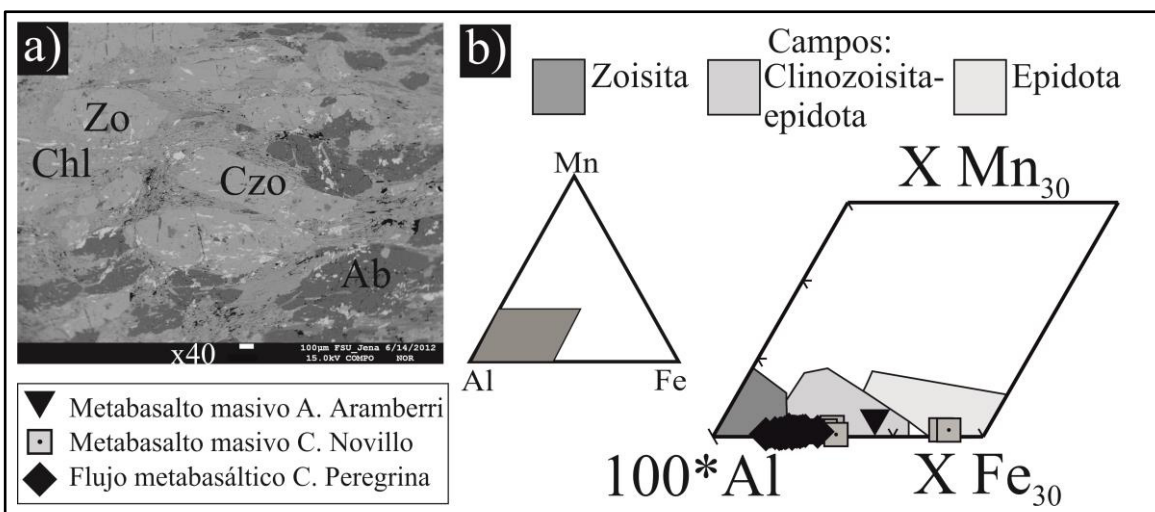 a)
Zo
Chl
Czo
Ab
x40
100µm FSU_Jena 6/14/2012
15.0kV COMPO NOR
Metabasalto masivo A. Aramberri
Metabasalto masivo C. Novillo
Flujo metabasáltico C. Peregrina
b)
Campos:
Zoisita
Clinozoisita-
epidota
Epidota
Mn
Al
Fe
X Mn30
100*Al
X Fe30